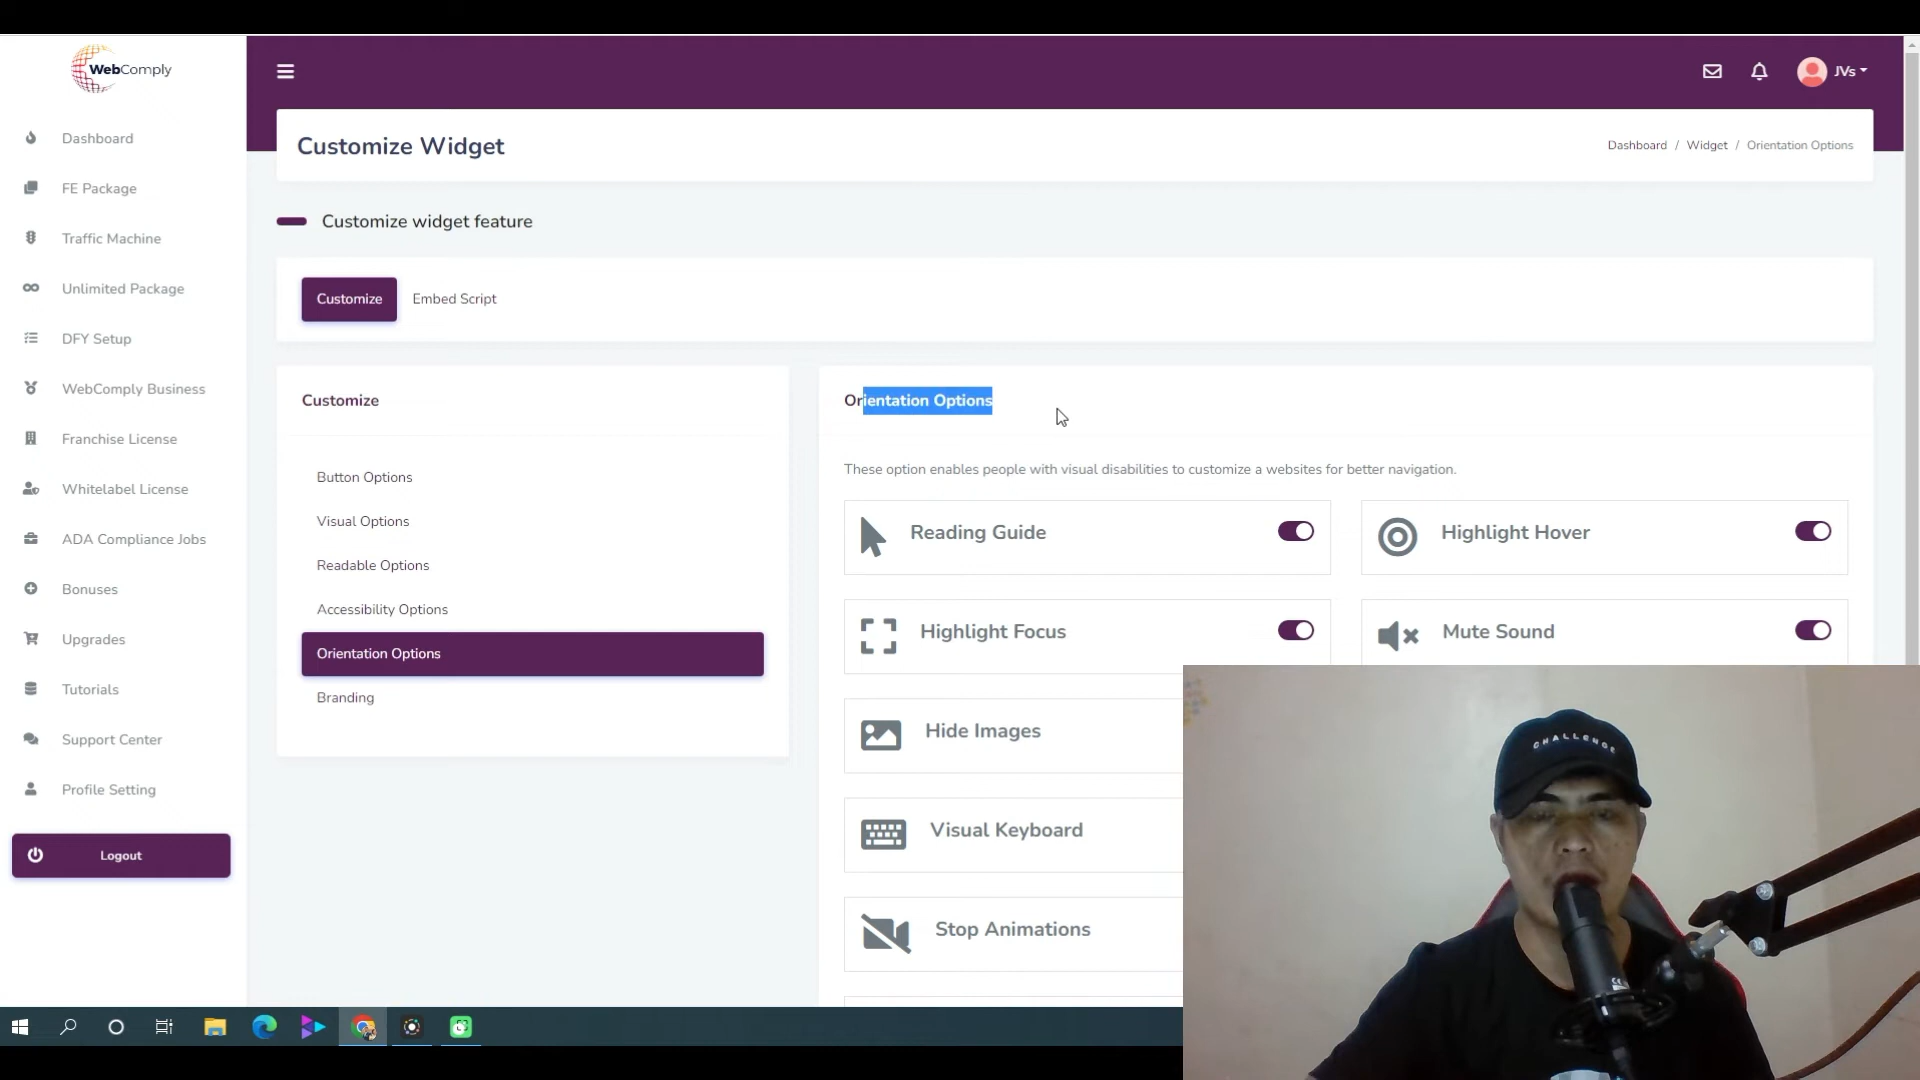 WebComply
JVs
Dashboard
FE Package
Traffic Machine
Unlimited Package
DFY Setup
WebComply Business
Franchise License
Whitelabel License
ADA Compliance Jobs
Bonuses
Upgrades
Tutorials
Support Center
Profile Setting
Logout
Customize Widget
Dashboard / Widget / Orientation Options
Customize widget feature
Customize Embed Script
Customize
Button Options
Visual Options
Readable Options
Accessibility Options
Orientation Options
Branding
Orientation Options
These option enables people with visual disabilities to customize a websites for better navigation.
Reading Guide
Highlight Hover
Highlight Focus
Mute Sound
Hide Images
Visual Keyboard
Stop Animations
CHALLENGE